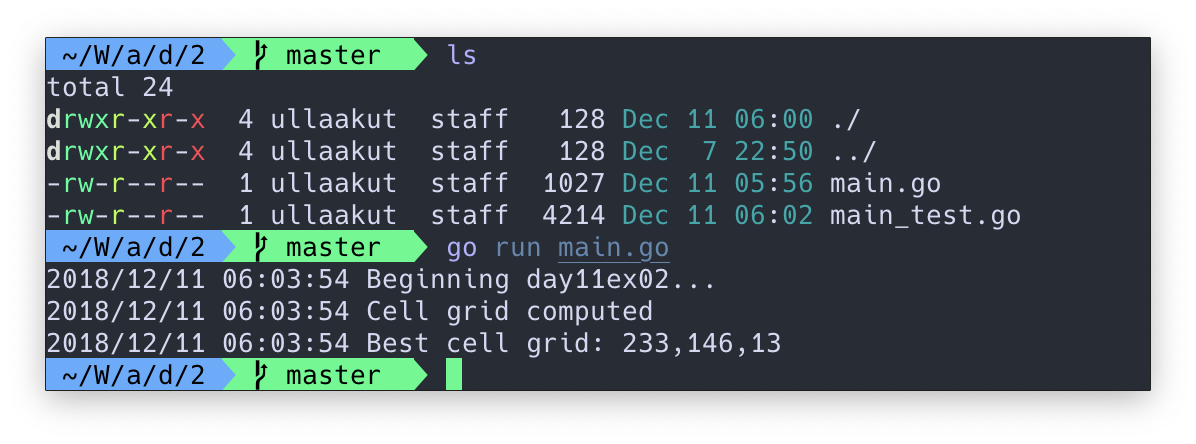 ~/W/a/d/2 master ls
total 24
drwxr-xr-x 4 ullaakut staff 128 Dec 11 06:00 ./
drwxr-xr-x 4 ullaakut staff 128 Dec 7 22:50 ../
-rw-r--r-- 1 ullaakut staff 1027 Dec 11 05:56 main.go
-rw-r--r-- 1 ullaakut staff 4214 Dec 11 06:02 main_test.go
~/W/a/d/2 master go run main.go
2018/12/11 06:03:54 Beginning day11ex02...
2018/12/11 06:03:54 Cell grid computed
2018/12/11 06:03:54 Best cell grid: 233,146,13
~/W/a/d/2 master